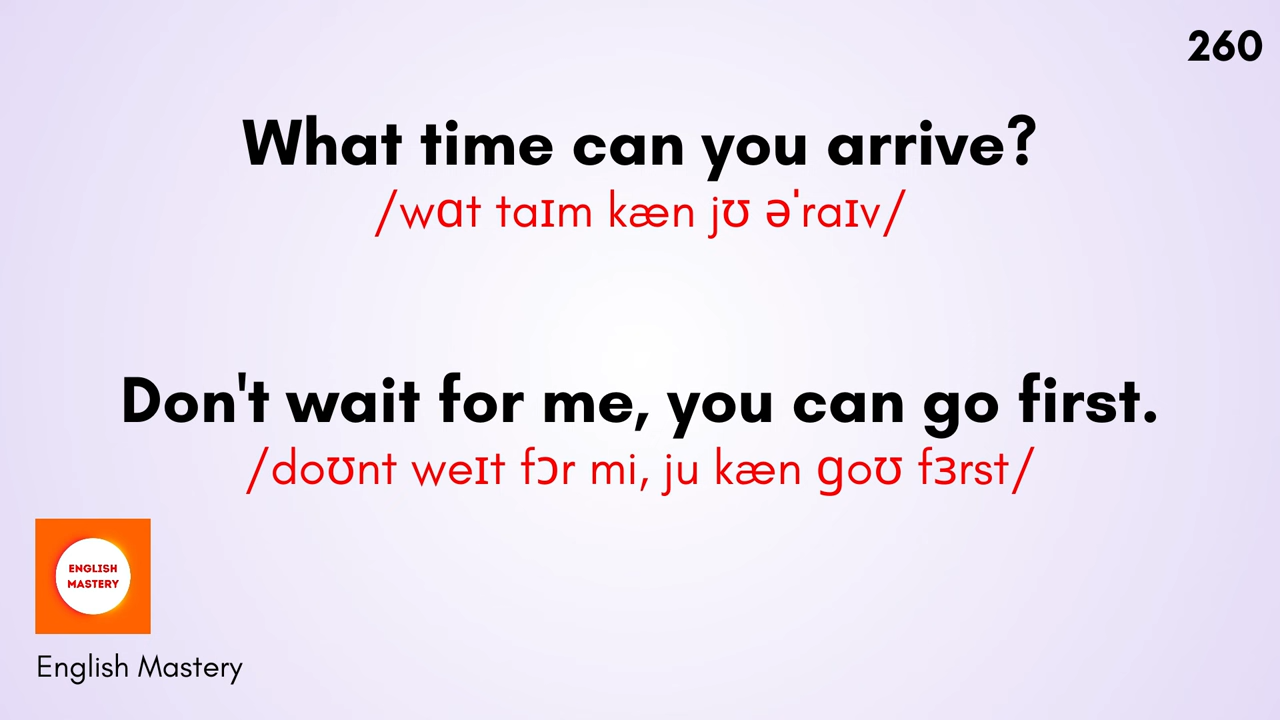 260
What time can you arrive?
/wɑt taɪm kæn jʊ əˈraɪv/
Don't wait for me, you can go first.
/doʊnt weɪt fɔr mi, ju kæn ɡoʊ fɜrst/
ENGLISH
MASTERY
English Mastery